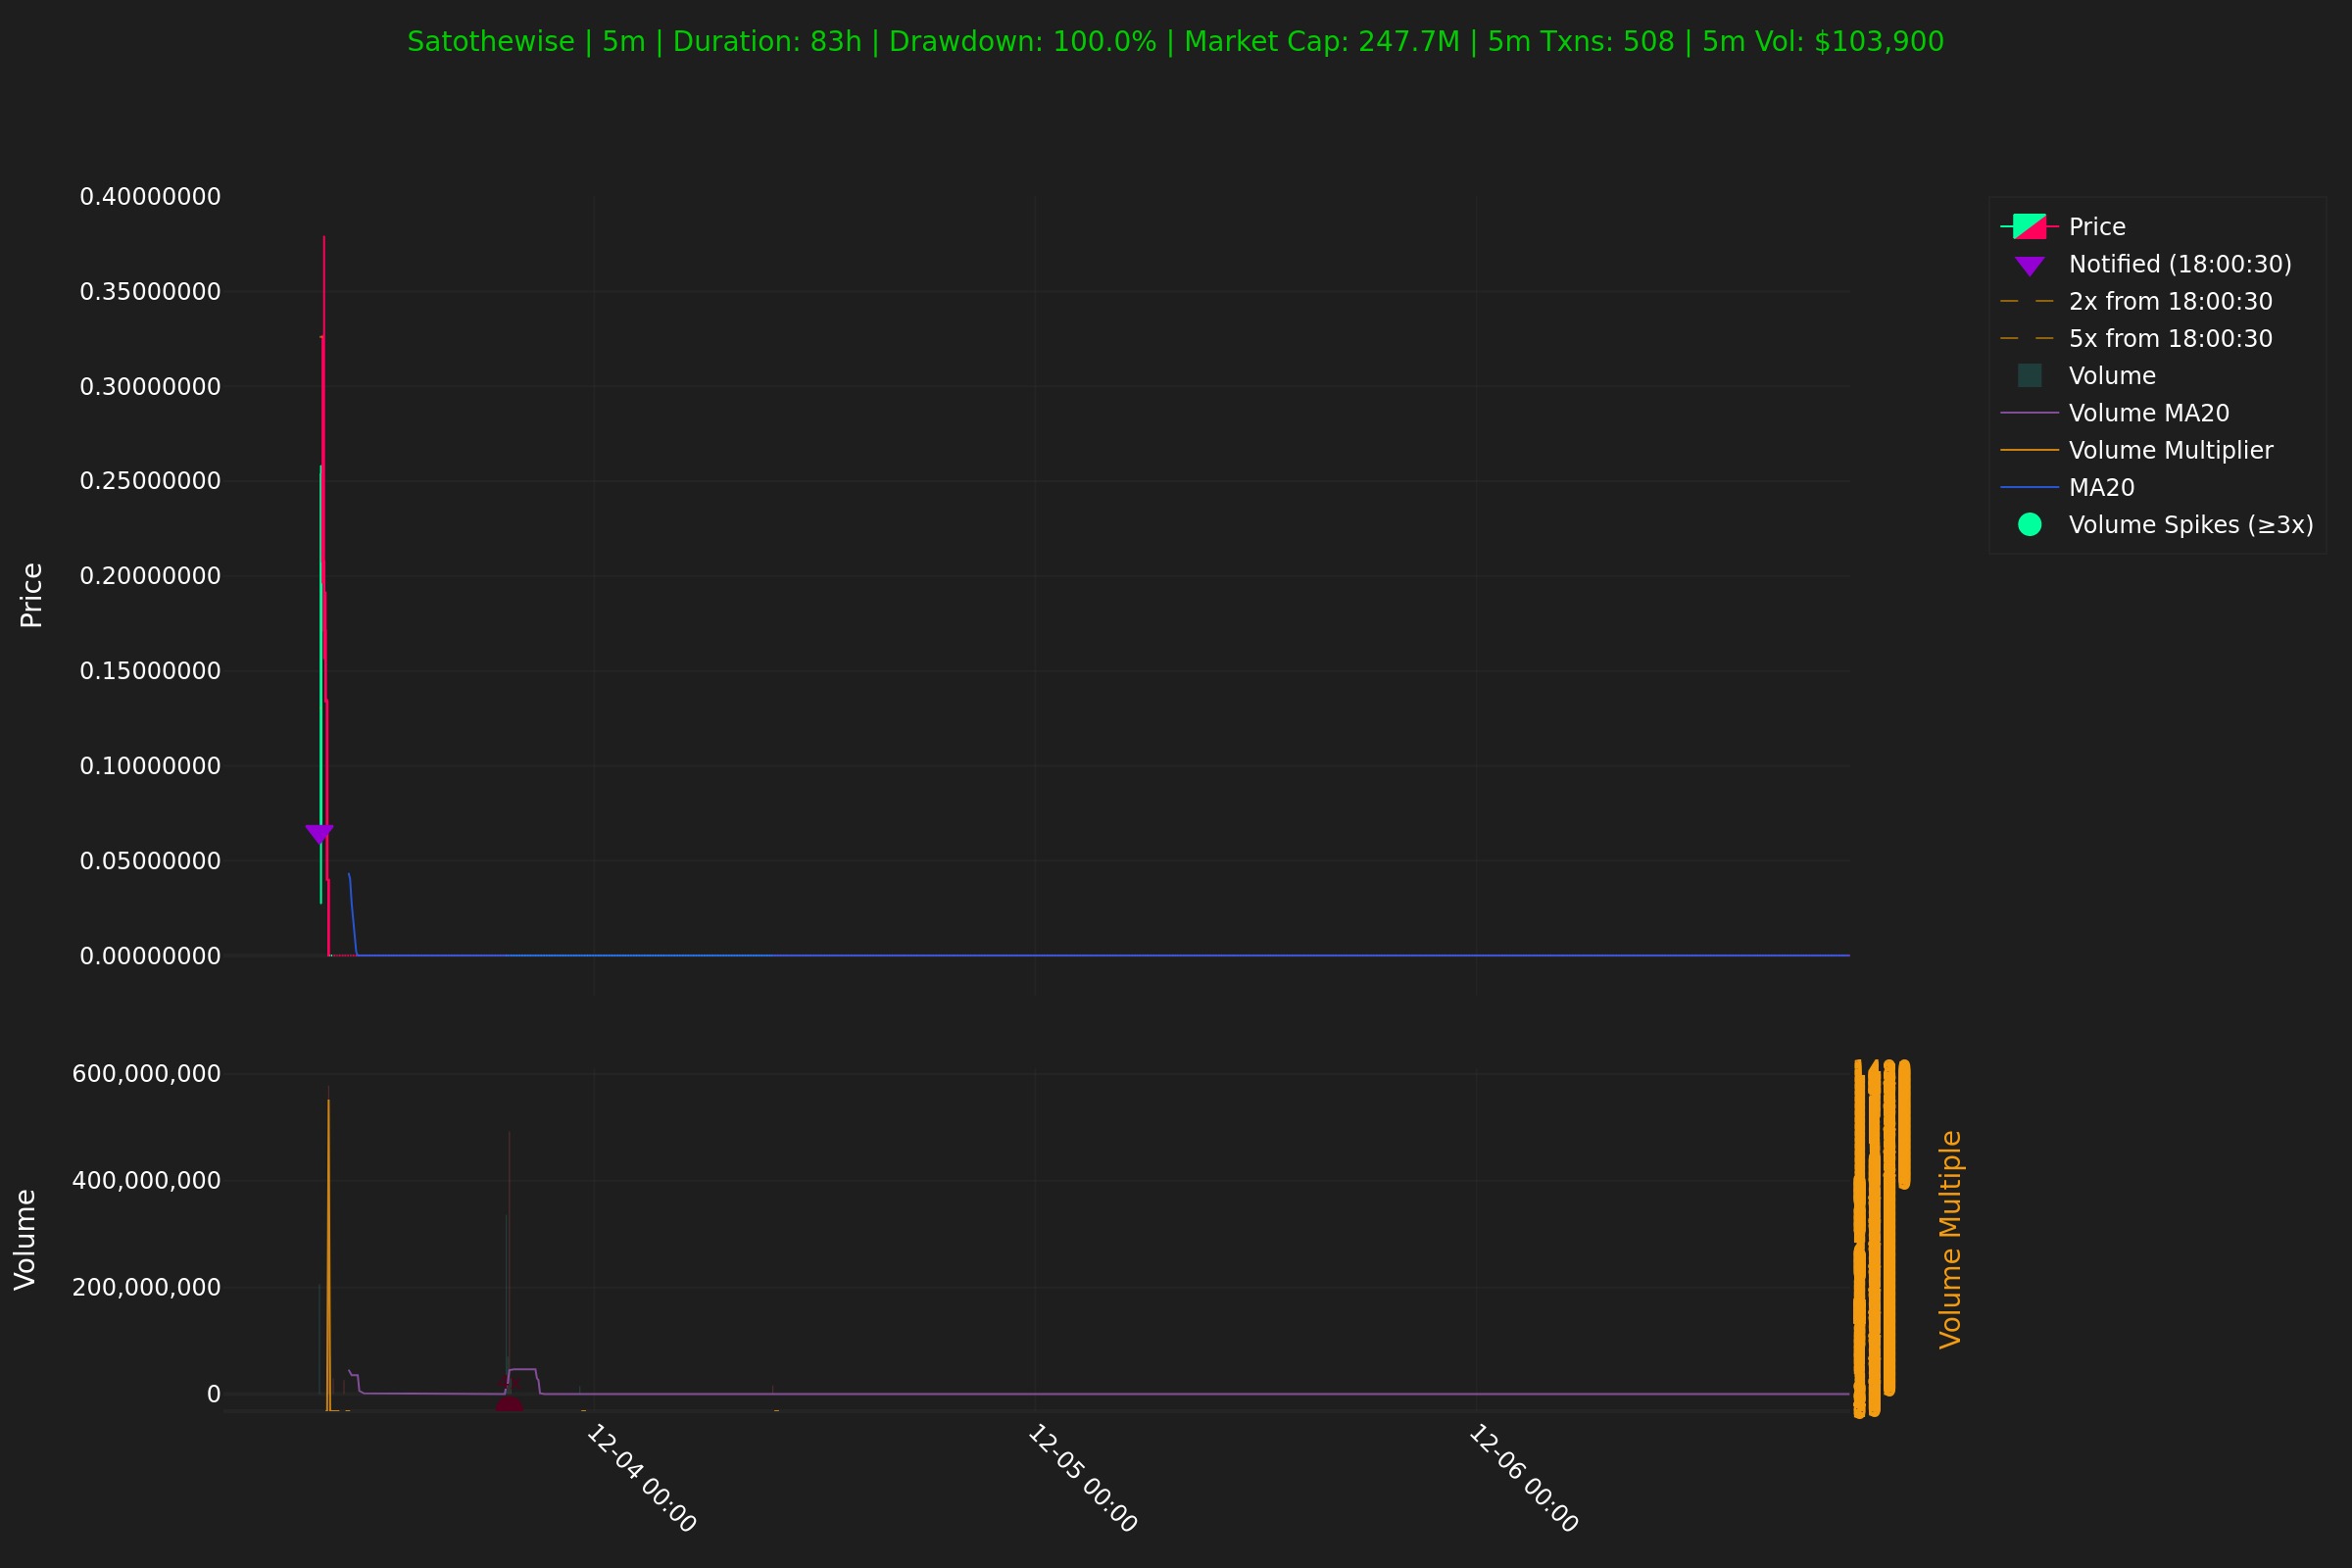 Satothewise | 5m | Duration: 83h | Drawdown: 100.0% | Market Cap: 247.7M | 5m Txns: 508 | 5m Vol: $103,900
0.40000000
0.35000000
0.30000000
0.25000000
0.20000000
0.15000000
0.10000000
0.05000000
0.00000000
Price
Price
Notified (18:00:30)
2x from 18:00:30
5x from 18:00:30
Volume
Volume MA20
Volume Multiplier
MA20
Volume Spikes (≥3x)
600,000,000
400,000,000
200,000,000
0
Volume
Volume Multiple
12-04 00:00
12-05 00:00
12-06 00:00